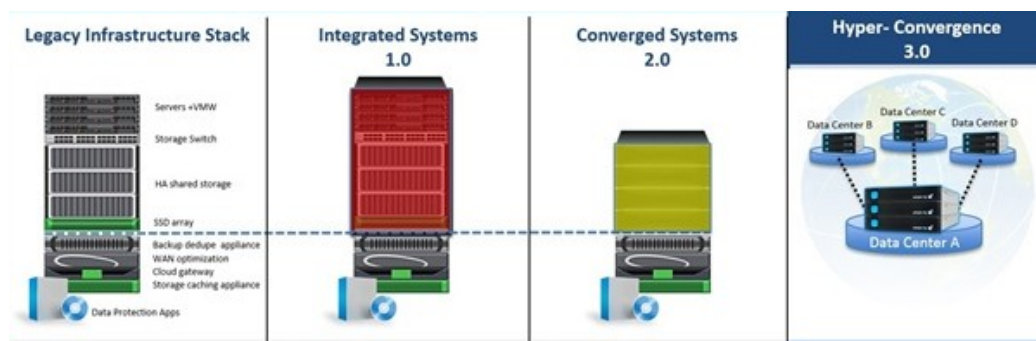 Legacy Infrastructure Stack
Servers +VMW
Storage Switch
HA shared storage
SSD array
Backup dedupe appliance
WAN optimization
Cloud gateway
Storage caching appliance
Data Protection Apps
Integrated Systems
1.0
Converged Systems
2.0
Hyper- Convergence
3.0
Data Center B
Data Center C
Data Center D
Data Center A